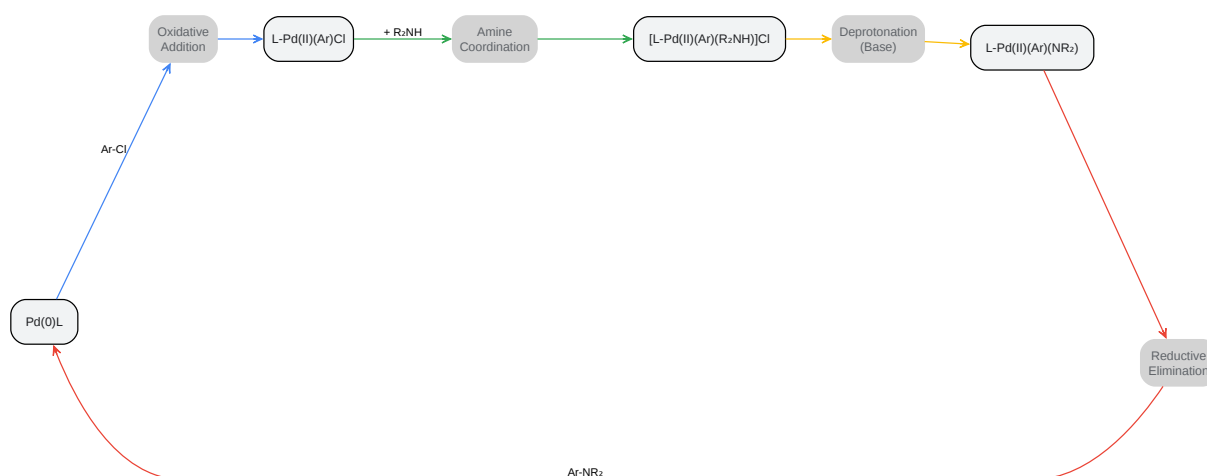 Oxidative
Addition
L-Pd(II)(Ar)Cl
+ R₂NH
Amine
Coordination
[L-Pd(II)(Ar)(R₂NH)]Cl
Deprotonation
(Base)
L-Pd(II)(Ar)(NR₂)
Ar-Cl
Pd(0)L
Reductive
Elimination
Ar-NR₂